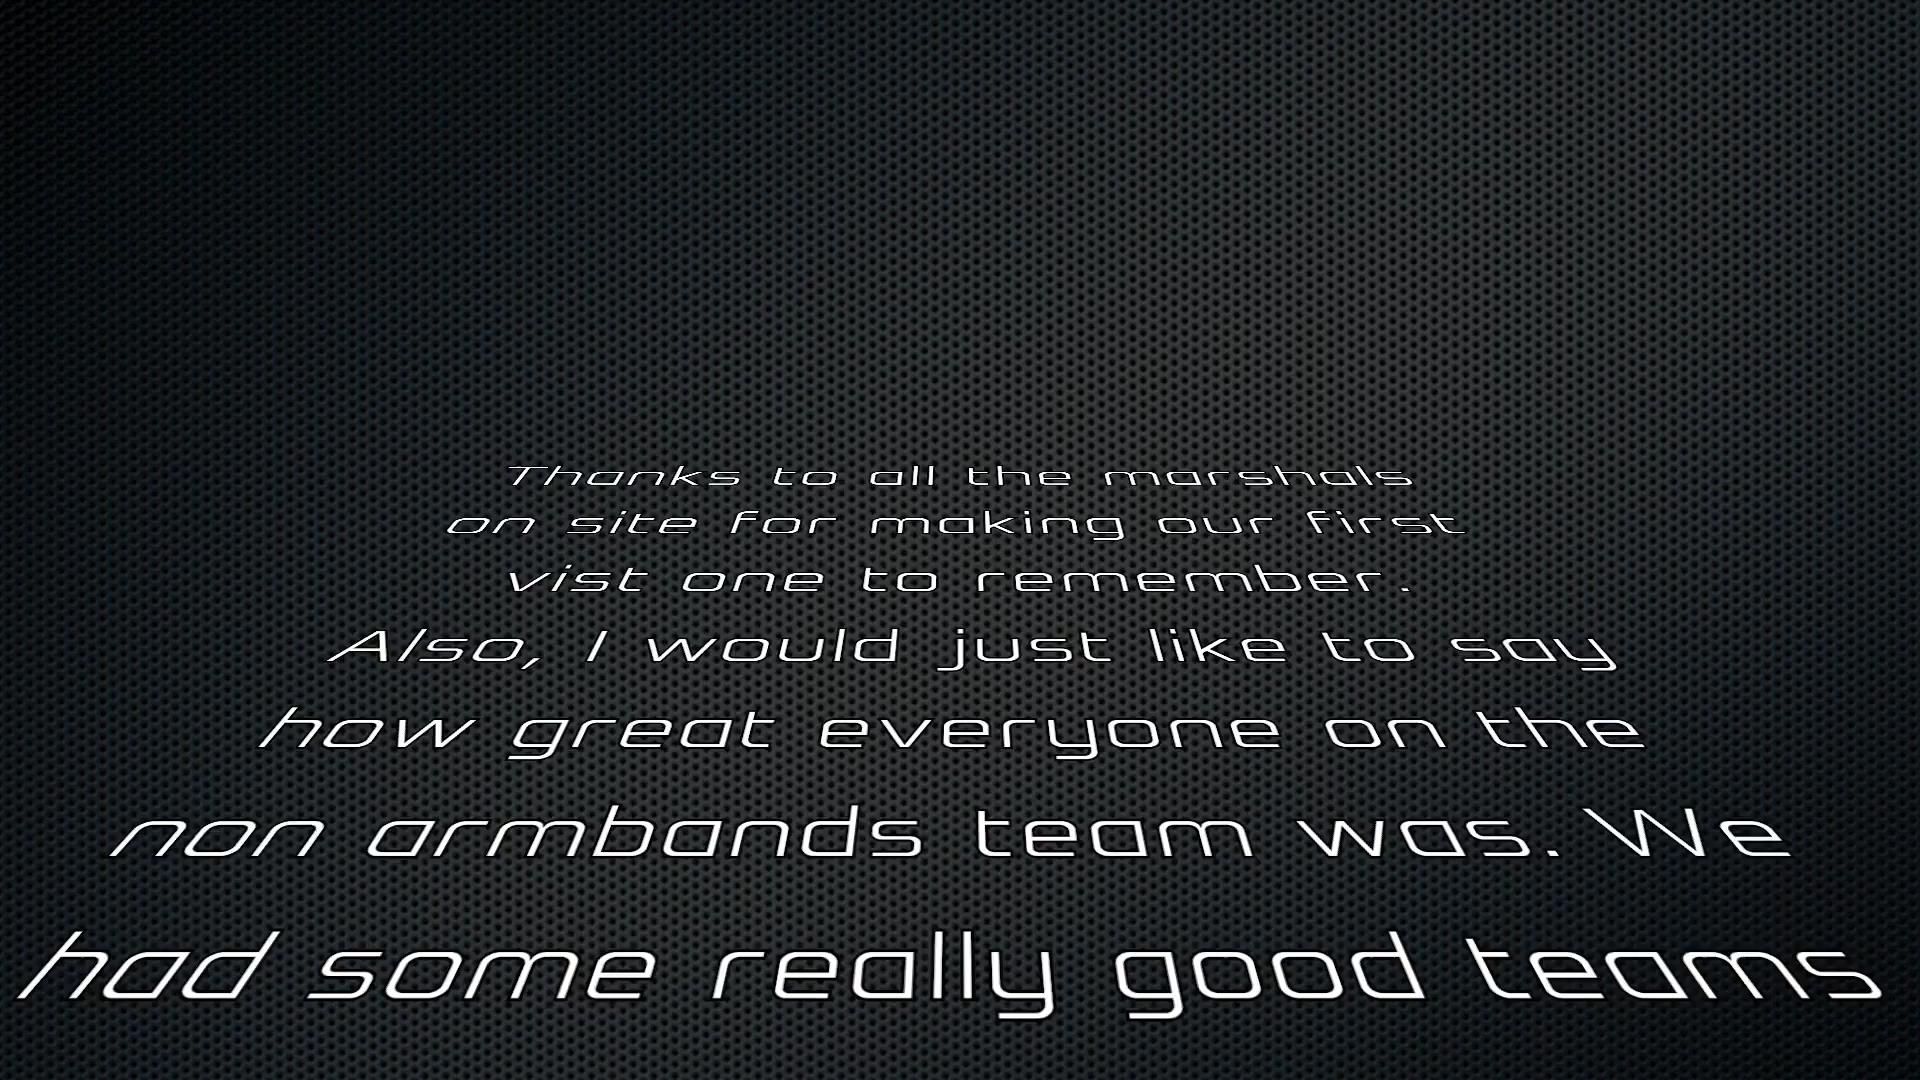 Thanks to all the marshals
on site for making our first
vist one to remember.
Also, I would just like to say
how great everyone on the
non armbands team was. We
had some really good teams